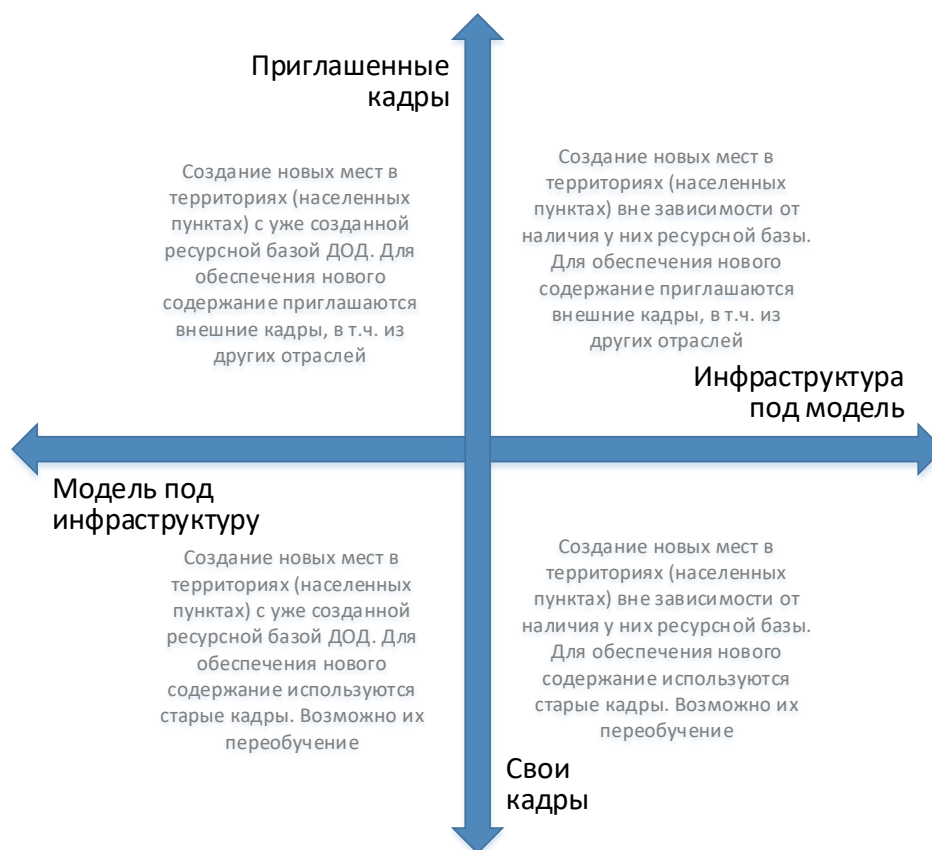 Приглашенные
кадры
Создание новых мест в
территориях (населенных
пунктах) с уже созданной
ресурсной базой ДОД. Для
обеспечения нового
содержание приглашаются
внешние кадры, в т.ч. из
других отраслей
Создание новых мест в
территориях (населенных
пунктах) вне зависимости от
наличия у них ресурсной базы.
Для обеспечения нового
содержание приглашаются
внешние кадры, в т.ч. из
других отраслей
Инфраструктура
под модель
Модель под
инфраструктуру
Создание новых мест в
территориях (населенных
пунктах) с уже созданной
ресурсной базой ДОД. Для
обеспечения нового
содержание используются
старые кадры. Возможно их
переобучение
Создание новых мест в
территориях (населенных
пунктах) вне зависимости от
наличия у них ресурсной базы.
Для обеспечения нового
содержание используются
старые кадры. Возможно их
переобучение
Свои
кадры